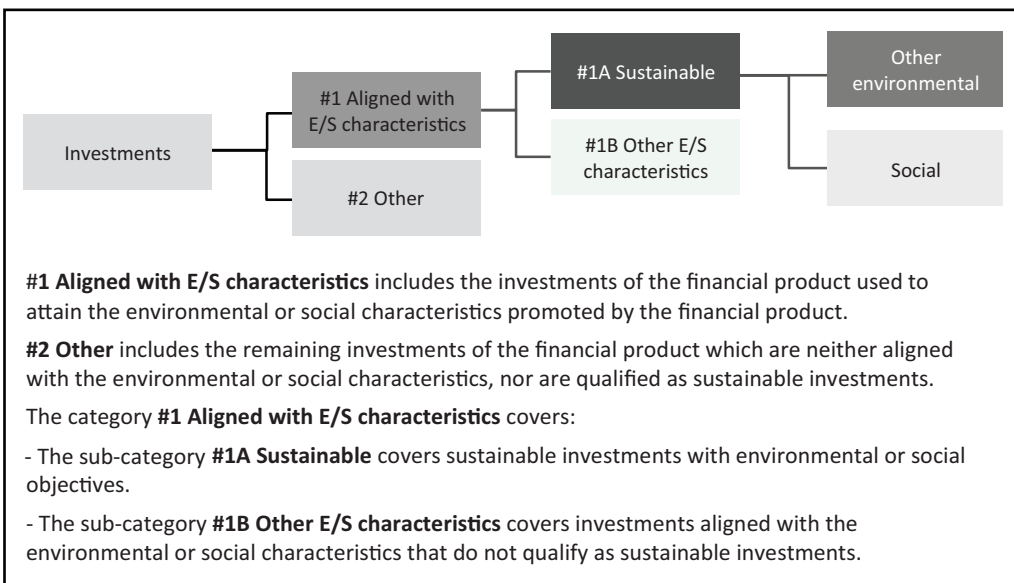 Investments
#1 Aligned with
E/S characteristics
#2 Other
#1A Sustainable
#1B Other E/S
characteristics
Other
environmental
Social
#1 Aligned with E/S characteristics includes the investments of the financial product used to
attain the environmental or social characteristics promoted by the financial product.
#2 Other includes the remaining investments of the financial product which are neither aligned
with the environmental or social characteristics, nor are qualified as sustainable investments.
The category #1 Aligned with E/S characteristics covers:
- The sub-category #1A Sustainable covers sustainable investments with environmental or social
objectives.
- The sub-category #1B Other E/S characteristics covers investments aligned with the
environmental or social characteristics that do not qualify as sustainable investments.